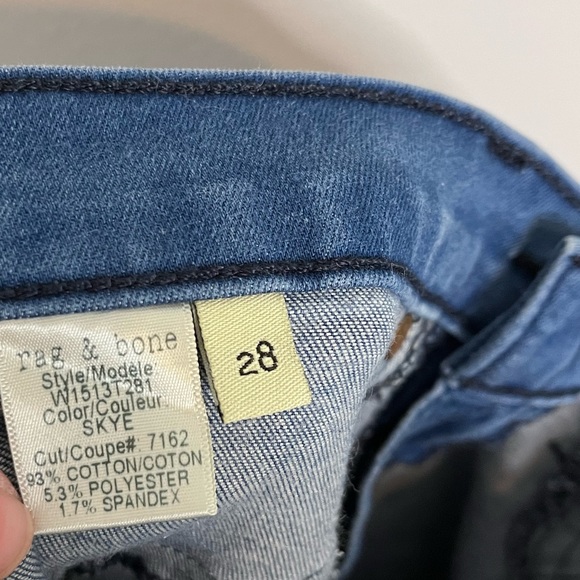 rag & bone
Style/Modèle
W1513T281
Color/Couleur
SKYE
Cut/Coupe#: 7162
93% COTTON/COTON
5.3% POLYESTER
1.7% SPANDEX
28